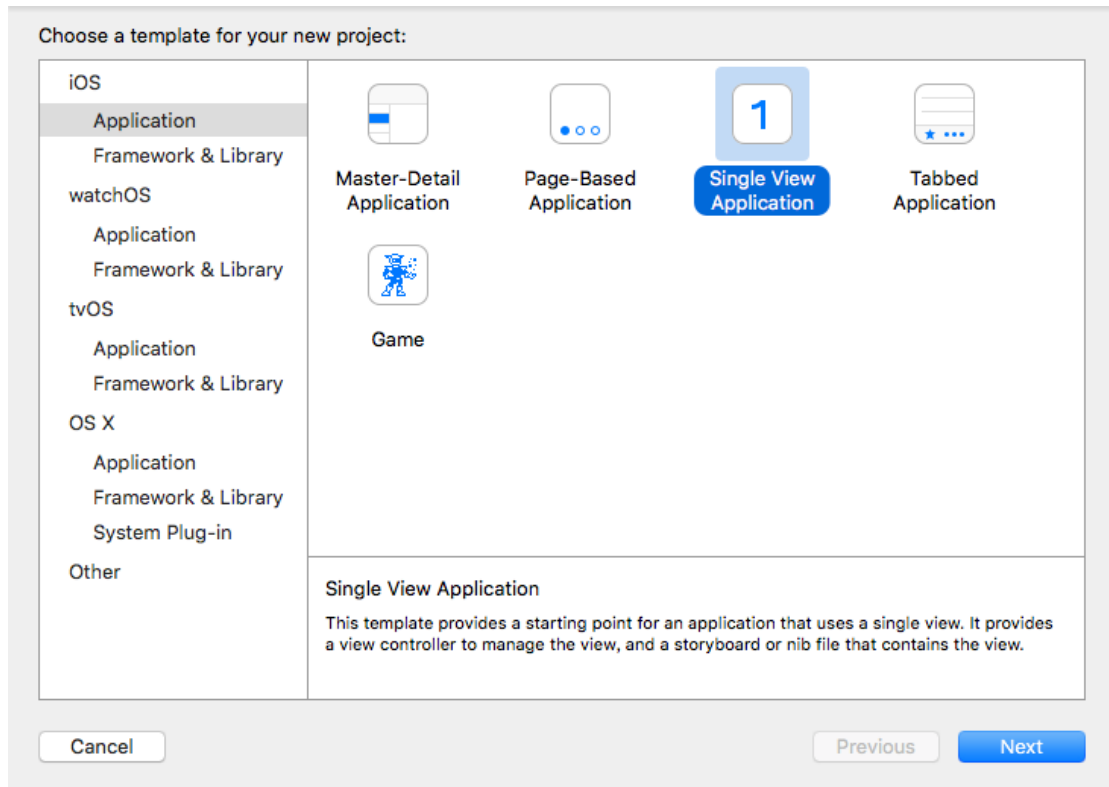 Choose a template for your new project:
iOS
Application
Framework & Library
watchOS
Application
Framework & Library
tvOS
Application
Framework & Library
OS X
Application
Framework & Library
System Plug-in
Other
Master-Detail
Application
Page-Based
Application
1
Single View
Application
Tabbed
Application
Game
Single View Application
This template provides a starting point for an application that uses a single view. It provides
a view controller to manage the view, and a storyboard or nib file that contains the view.
Cancel
Previous
Next